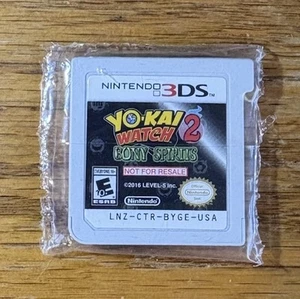 NINTENDO 3DS
YO-KAI
WATCH 2
BONY SPIRITS
NOT FOR RESALE
©2016 LEVEL-5 Inc.
E
ESRB
Nintendo
LNZ-CTR-BYGE-USA